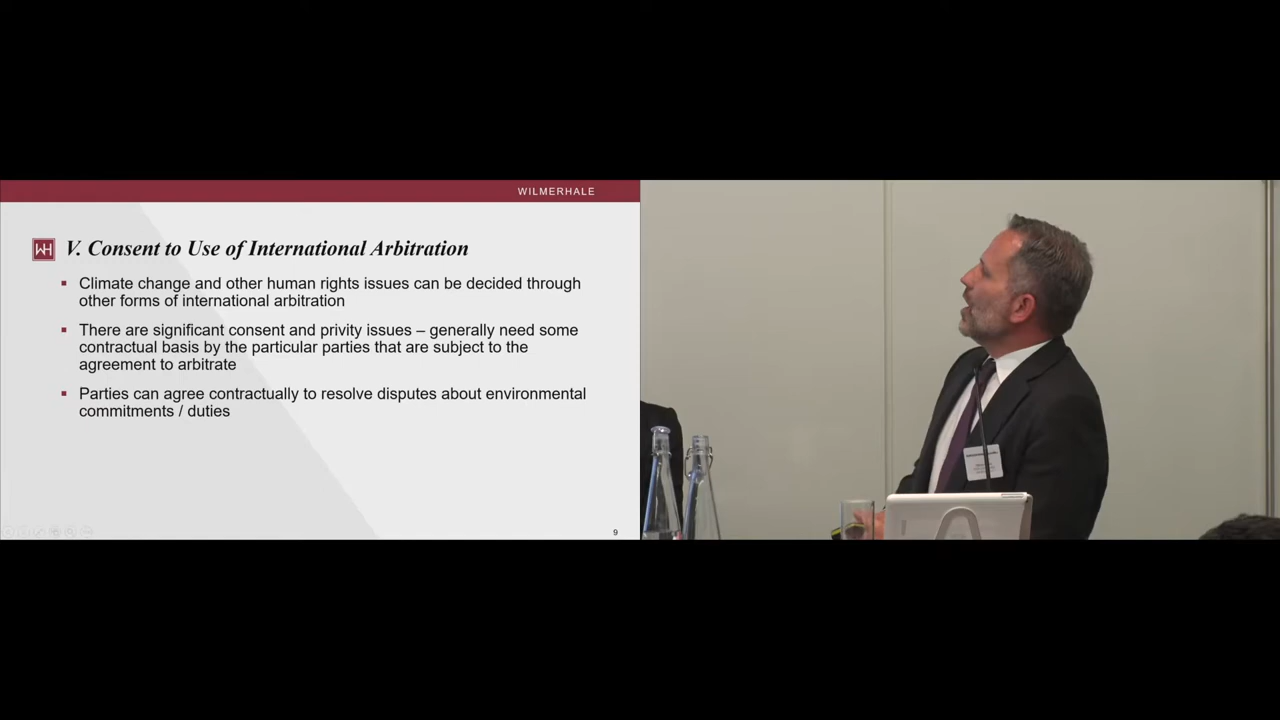 WILMERHALE
WH
V. Consent to Use of International Arbitration
▪ Climate change and other human rights issues can be decided through
other forms of international arbitration
▪ There are significant consent and privity issues – generally need some
contractual basis by the particular parties that are subject to the
agreement to arbitrate
▪ Parties can agree contractually to resolve disputes about environmental
commitments / duties
9